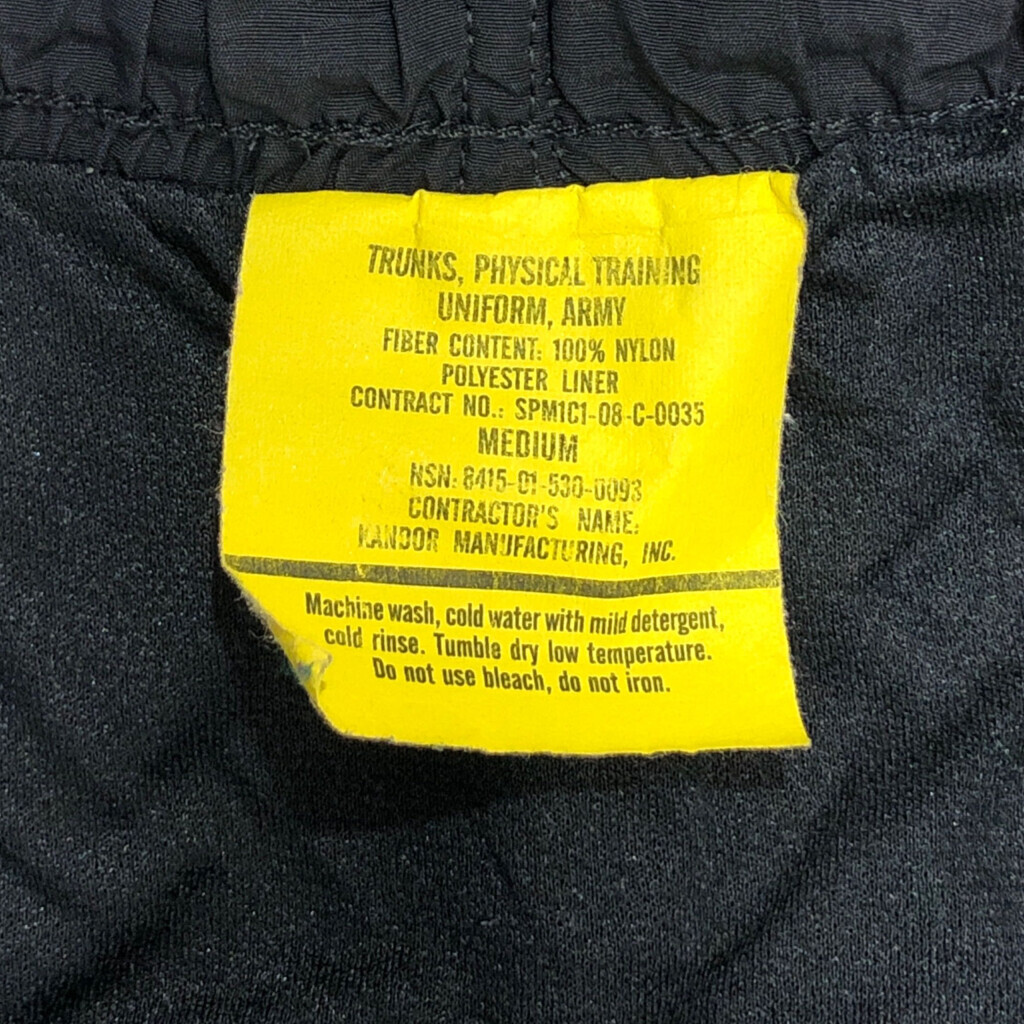 TRUNKS, PHYSICAL TRAINING
UNIFORM, ARMY
FIBER CONTENT: 100% NYLON
POLYESTER LINER
CONTRACT NO.: SPM1C1-08-C-0035
MEDIUM
NSN: 8415-01-530-0093
CONTRACTOR'S NAME:
KANDOR MANUFACTURING, INC.
Machine wash, cold water with mild detergent,
cold rinse. Tumble dry low temperature.
Do not use bleach, do not iron.